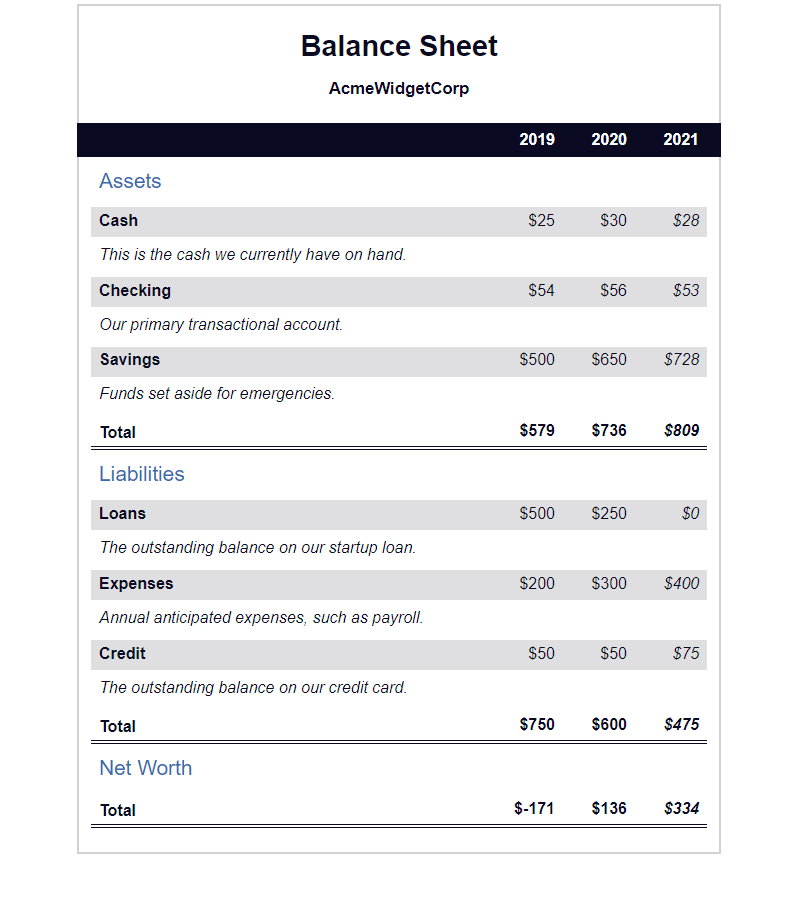 Balance Sheet
AcmeWidgetCorp
2019 2020 2021
Assets
Cash $25 $30 $28
This is the cash we currently have on hand.
Checking $54 $56 $53
Our primary transactional account.
Savings $500 $650 $728
Funds set aside for emergencies.
Total $579 $736 $809
Liabilities
Loans $500 $250 $0
The outstanding balance on our startup loan.
Expenses $200 $300 $400
Annual anticipated expenses, such as payroll.
Credit $50 $50 $75
The outstanding balance on our credit card.
Total $750 $600 $475
Net Worth
Total $-171 $136 $334